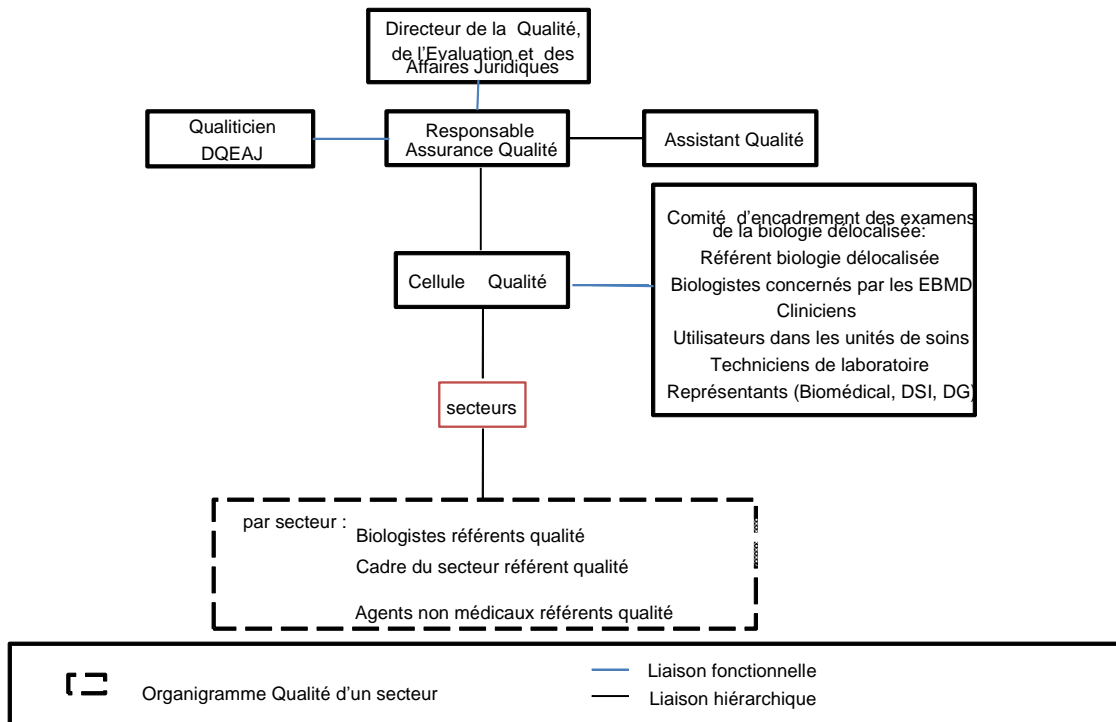 Directeur de la Qualité,
de l'Evaluation et des
Affaires Juridiques
Qualiticien
DQEAJ
Responsable
Assurance Qualité
Assistant Qualité
Comité d'encadrement des examens
de la biologie délocalisée:
Référent biologie délocalisée
Biologistes concernés par les EBMD
Cliniciens
Utilisateurs dans les unités de soins
Techniciens de laboratoire
Représentants (Biomédical, DSI, DG)
Cellule Qualité
secteurs
par secteur :
Biologistes référents qualité
Cadre du secteur référent qualité
Agents non médicaux référents qualité
Organigramme Qualité d'un secteur
Liaison fonctionnelle
Liaison hiérarchique